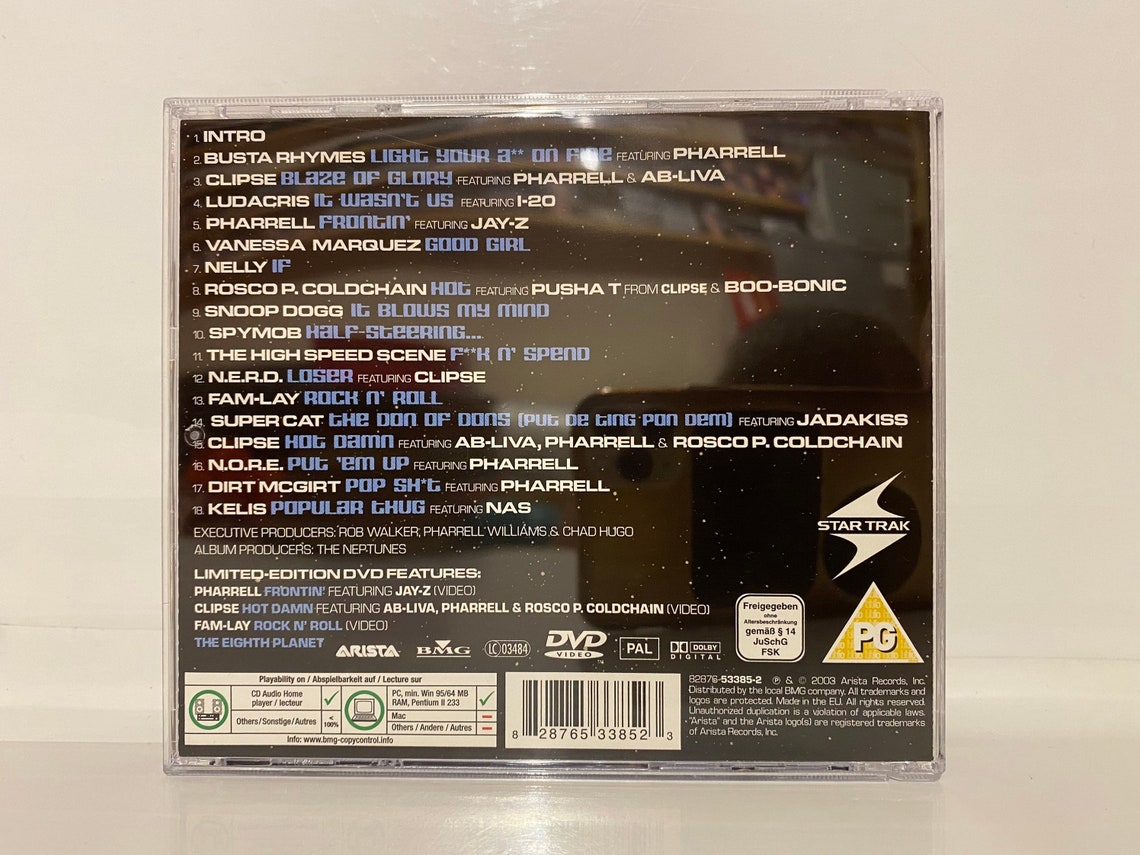 1. INTRO
2. BUSTA RHYMES LIGHT YOUR A** ON FIRE FEATURING PHARRELL
3. CLIPSE BLAZE OF GLORY FEATURING PHARRELL & AB-LIVA
4. LUDACRIS IT WASN'T US FEATURING I-20
5. PHARRELL FRONTIN' FEATURING JAY-Z
6. VANESSA MARQUEZ GOOD GIRL
7. NELLY IF
8. ROSCO P. COLDCHAIN HOT FEATURING PUSHA T FROM CLIPSE & BOO-BONIC
9. SNOOP DOGG IT BLOWS MY MIND
10. SPYMOB HALF-STEERING...
11. THE HIGH SPEED SCENE F**K N' SPEND
12. N.E.R.D. LOSER FEATURING CLIPSE
13. FAM-LAY ROCK N' ROLL
14. SUPER CAT THE DON OF DONS (PUT DE TING PON DEM) FEATURING JADAKISS
15. CLIPSE HOT DAMN FEATURING AB-LIVA, PHARRELL & ROSCO P. COLDCHAIN
16. N.O.R.E. PUT 'EM UP FEATURING PHARRELL
17. DIRT MCGIRT POP SH*T FEATURING PHARRELL
18. KELIS POPULAR THUG FEATURING NAS
EXECUTIVE PRODUCERS: ROB WALKER, PHARRELL WILLIAMS & CHAD HUGO
ALBUM PRODUCERS: THE NEPTUNES
STAR TRAK
LIMITED-EDITION DVD FEATURES:
PHARRELL FRONTIN' FEATURING JAY-Z (VIDEO)
CLIPSE HOT DAMN FEATURING AB-LIVA, PHARRELL & ROSCO P. COLDCHAIN (VIDEO)
FAM-LAY ROCK N' ROLL (VIDEO)
THE EIGHTH PLANET
ARISTA BMG LC 03484 DVD VIDEO PAL DOLBY DIGITAL
Freigegeben
ohne
Altersbeschränkung
gemäß § 14
JuSchG
FSK
PG
Playability on / Abspielbarkeit auf / Lecture sur
CD Audio Home
player / lecteur
Others/Sonstige/Autres
< 100%
PC, min. Win 95/64 MB
RAM, Pentium II 233
Mac
Others / Andere / Autres
Info: www.bmg-copycontrol.info
8 28765 33852 3
82876-53385-2 ℗ & © 2003 Arista Records, Inc.
Distributed by the local BMG company. All trademarks and
logos are protected. Made in the EU. All rights reserved.
Unauthorized duplication is a violation of applicable laws.
"Arista" and the Arista logo(s) are registered trademarks
of Arista Records, Inc.